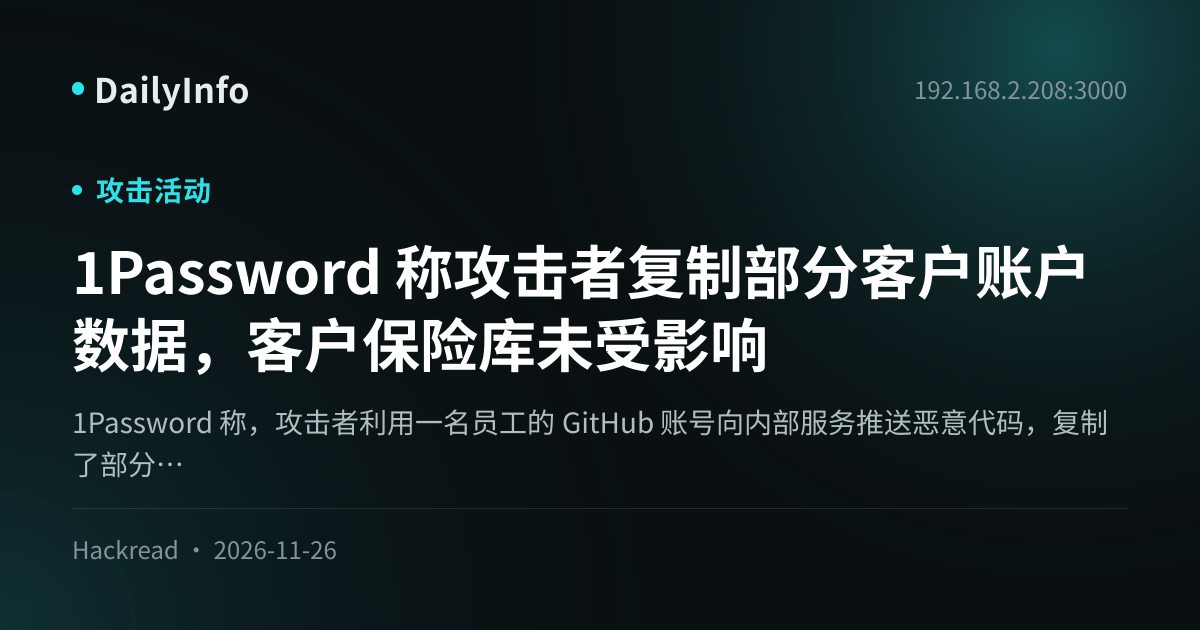 DailyInfo
192.168.2.208:3000
攻击活动
1Password 称攻击者复制部分客户账户
数据，客户保险库未受影响
1Password 称，攻击者利用一名员工的 GitHub 账号向内部服务推送恶意代码，复制
了部分…
Hackread · 2026-11-26